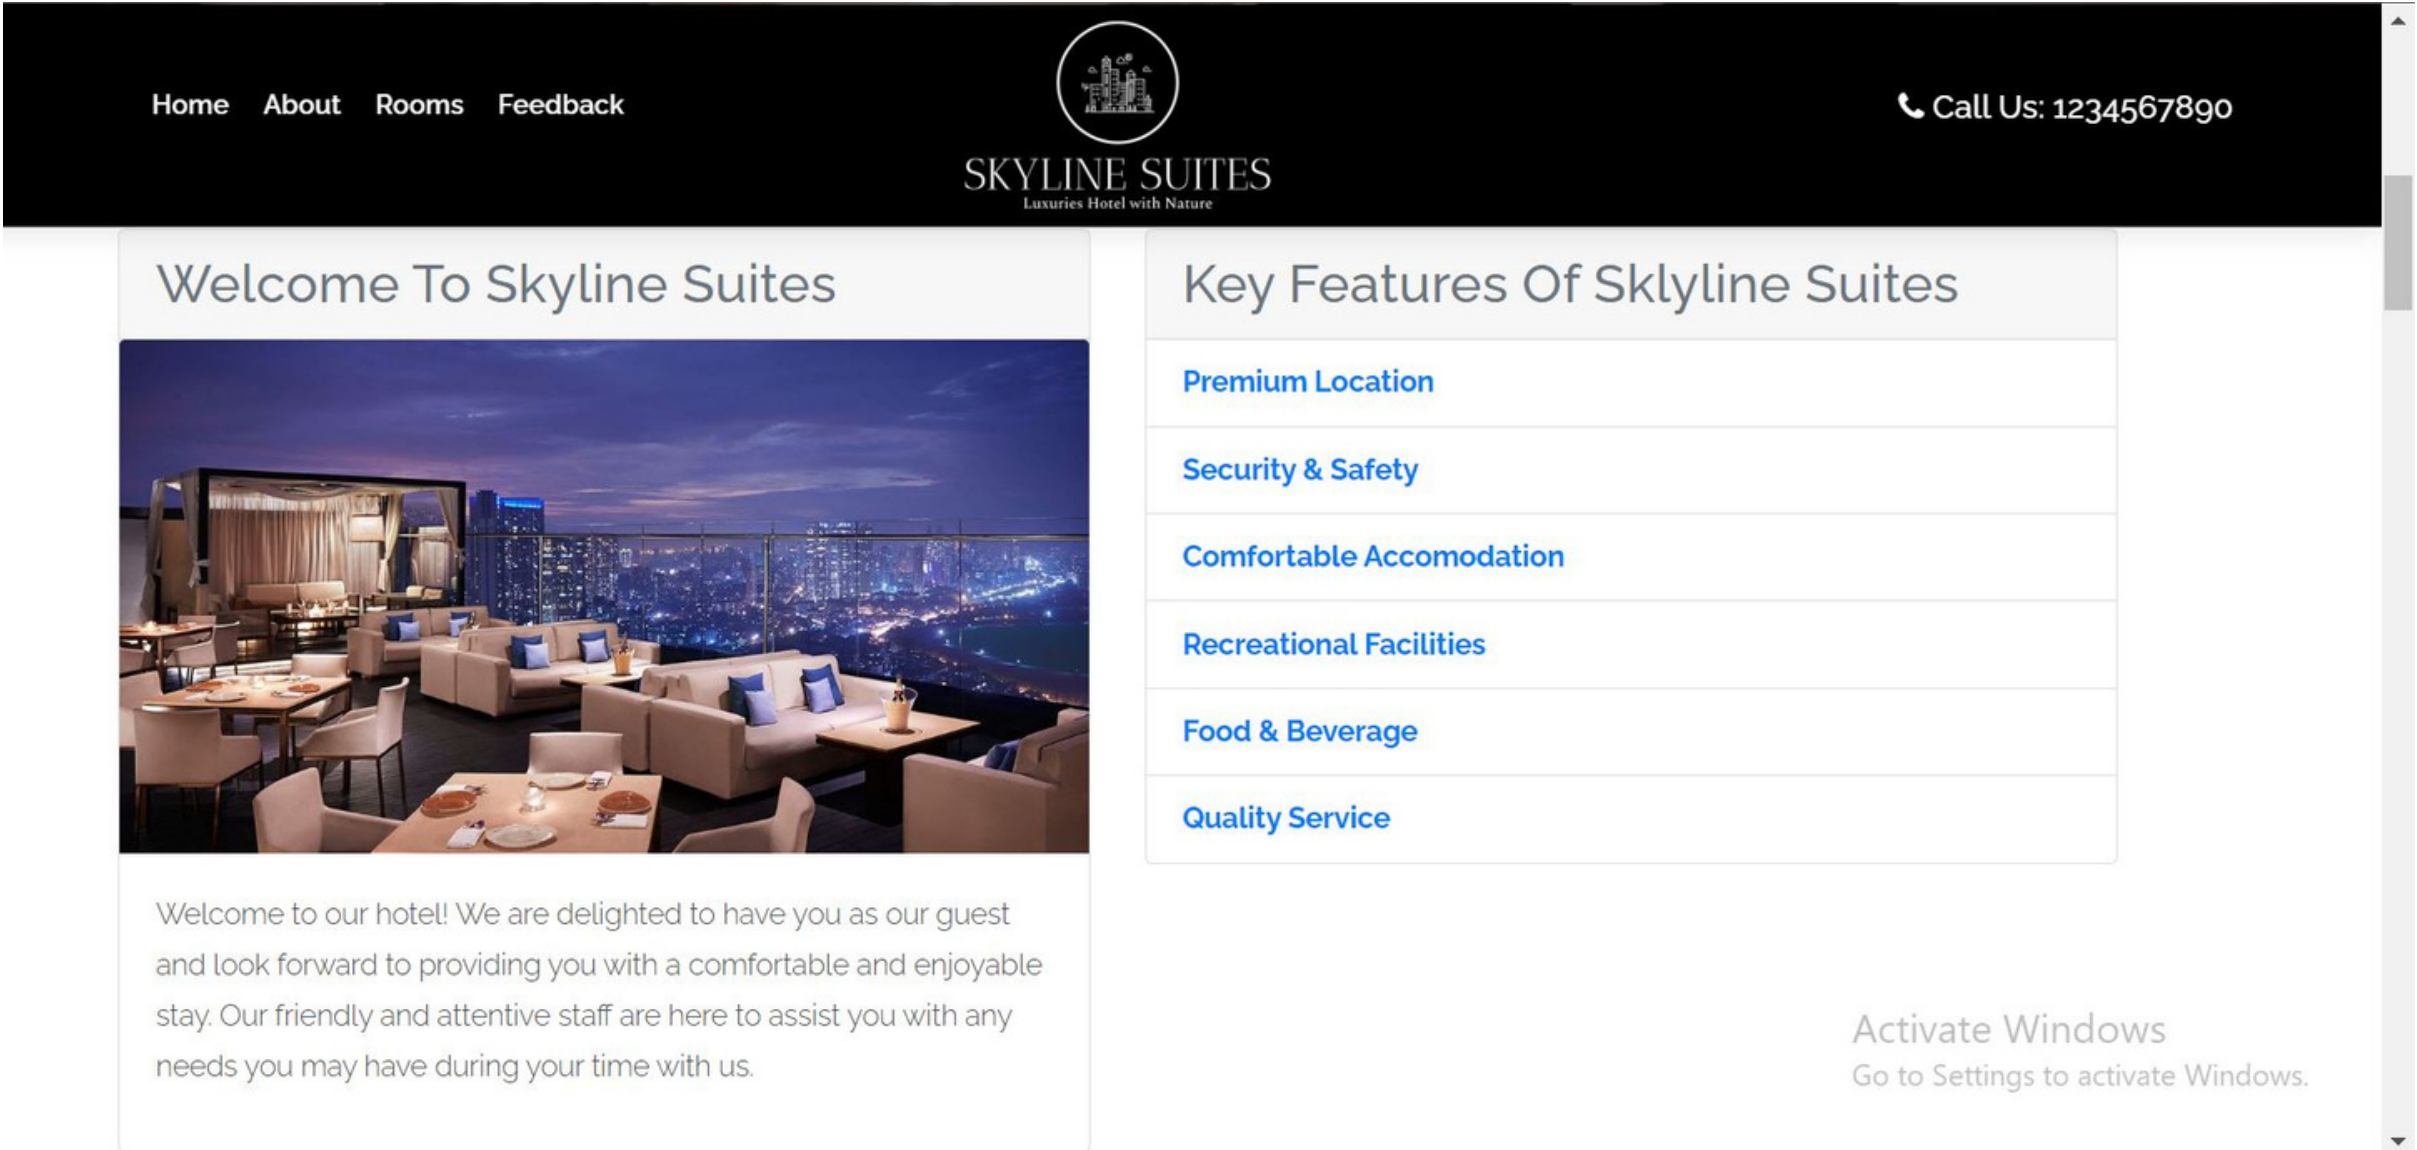 Home About Rooms Feedback
SKYLINE SUITES
Luxuries Hotel with Nature
Call Us: 1234567890
Welcome To Skyline Suites
Welcome to our hotel! We are delighted to have you as our guest
and look forward to providing you with a comfortable and enjoyable
stay. Our friendly and attentive staff are here to assist you with any
needs you may have during your time with us.
Key Features Of Sklyline Suites
Premium Location
Security & Safety
Comfortable Accomodation
Recreational Facilities
Food & Beverage
Quality Service
Activate Windows
Go to Settings to activate Windows.